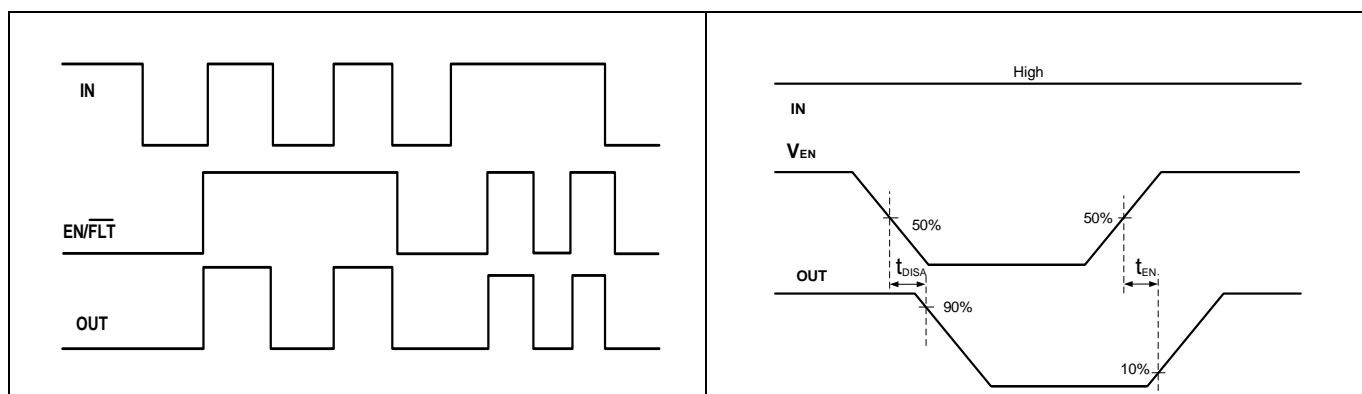 IN
EN/FLT
OUT
High
IN
VEN
50%
50%
tDISA
tEN
OUT
90%
10%